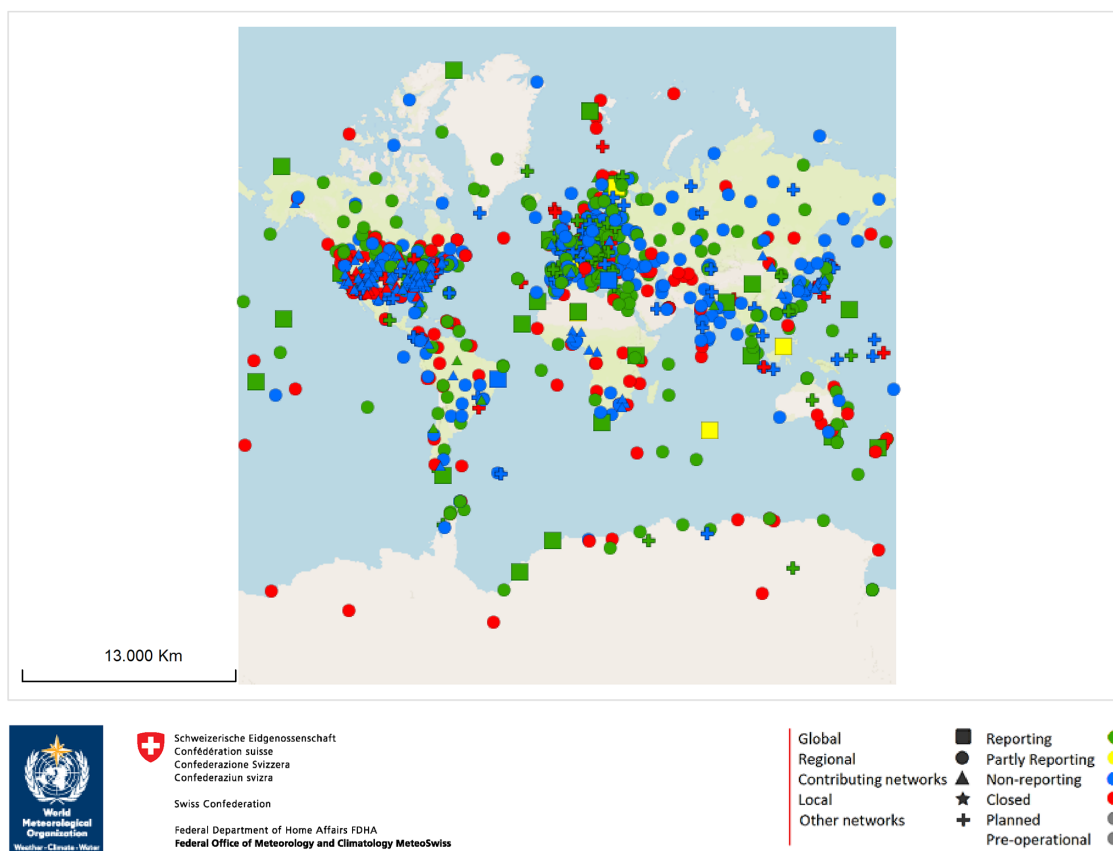 13.000 Km
World
Meteorological
Organization
Weather - Climate - Water
Schweizerische Eidgenossenschaft
Confédération suisse
Confederazione Svizzera
Confederaziun svizra
Swiss Confederation
Federal Department of Home Affairs FDHA
Federal Office of Meteorology and Climatology MeteoSwiss
Global
Regional
Contributing networks
Local
Other networks
Reporting
Partly Reporting
Non-reporting
Closed
Planned
Pre-operational